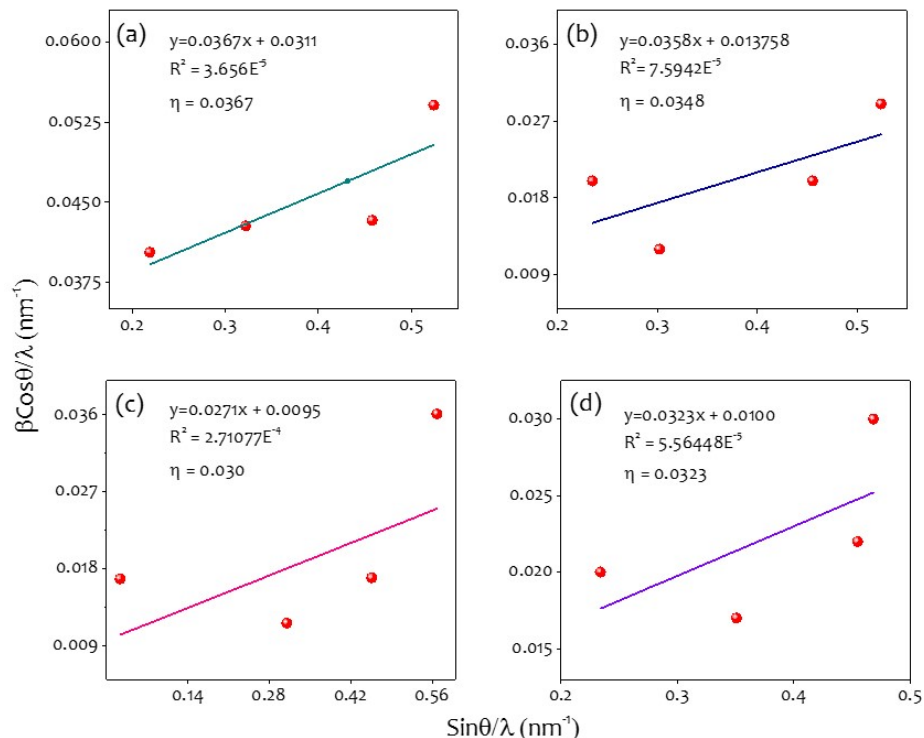 (a)
y=0.0367x + 0.0311
R² = 3.656E⁻⁵
η = 0.0367
0.0600
0.0525
0.0450
0.0375
0.2 0.3 0.4 0.5
(b)
y=0.0358x + 0.013758
R²= 7.5942E⁻⁵
η = 0.0348
0.036
0.027
0.018
0.009
0.2 0.3 0.4 0.5
βCosθ/λ (nm⁻¹)
(c)
y=0.0271x + 0.0095
R² = 2.71077E⁻⁴
η = 0.030
0.036
0.027
0.018
0.009
0.14 0.28 0.42 0.56
(d)
y=0.0323x + 0.0100
R² = 5.56448E⁻⁵
η = 0.0323
0.030
0.025
0.020
0.015
0.2 0.3 0.4 0.5
Sinθ/λ (nm⁻¹)